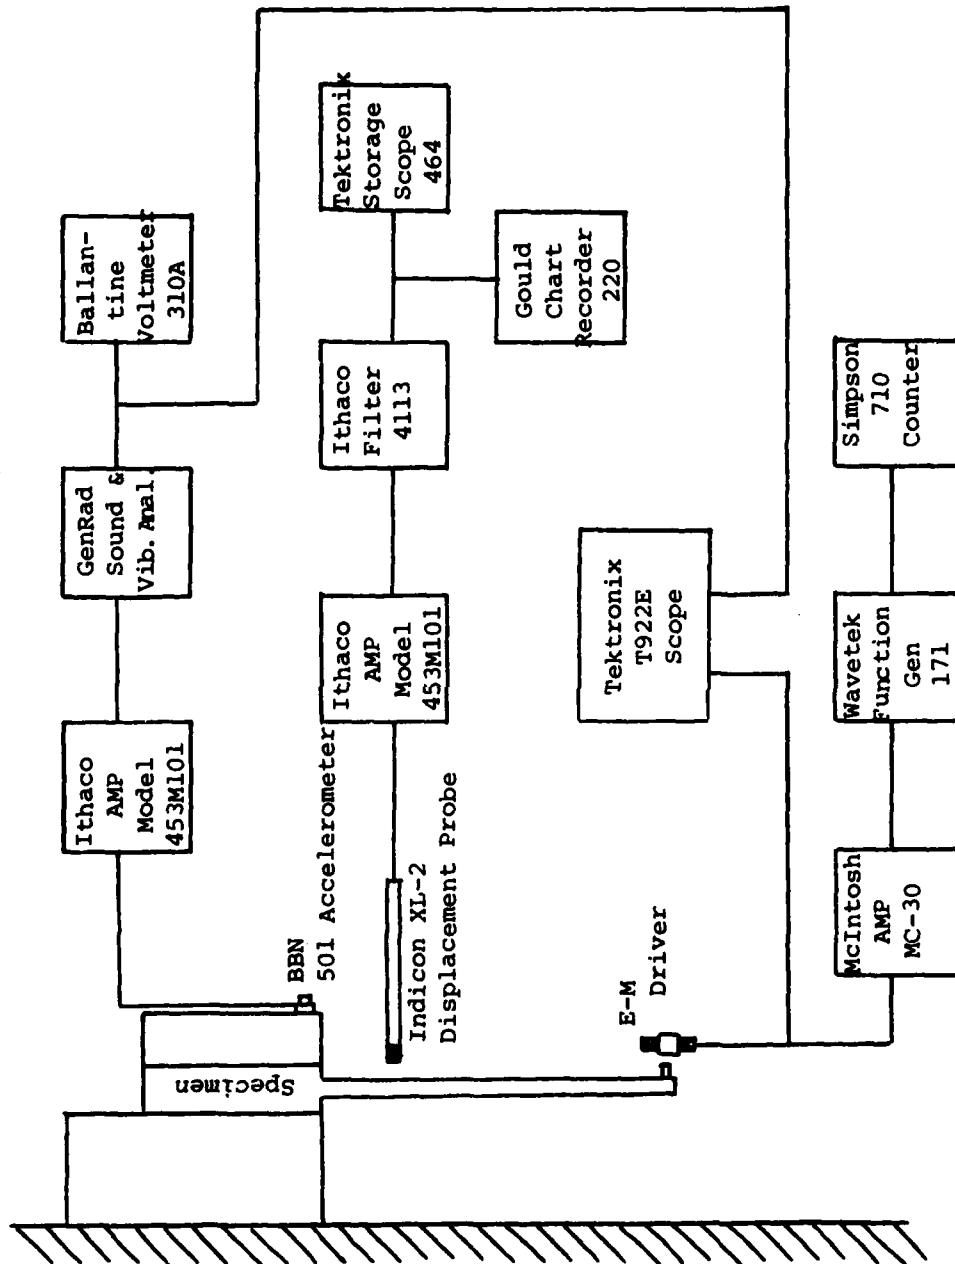 Ballan-
tine
Voltmeter
310A
GenRad
Sound &
Vib. Anal.
Ithaco
AMP
Model
453M101
BBN
501 Accelerometer
Tektronix
Storage
Scope
464
Gould
Chart
Recorder
220
Ithaco
Filter
4113
Ithaco
AMP
Model
453M101
Indicon XL-2
Displacement Probe
Specimen
Tektronix
T922E
Scope
E-M
Driver
Simpson
710
Counter
Wavetek
Function
Gen
171
McIntosh
AMP
MC-30